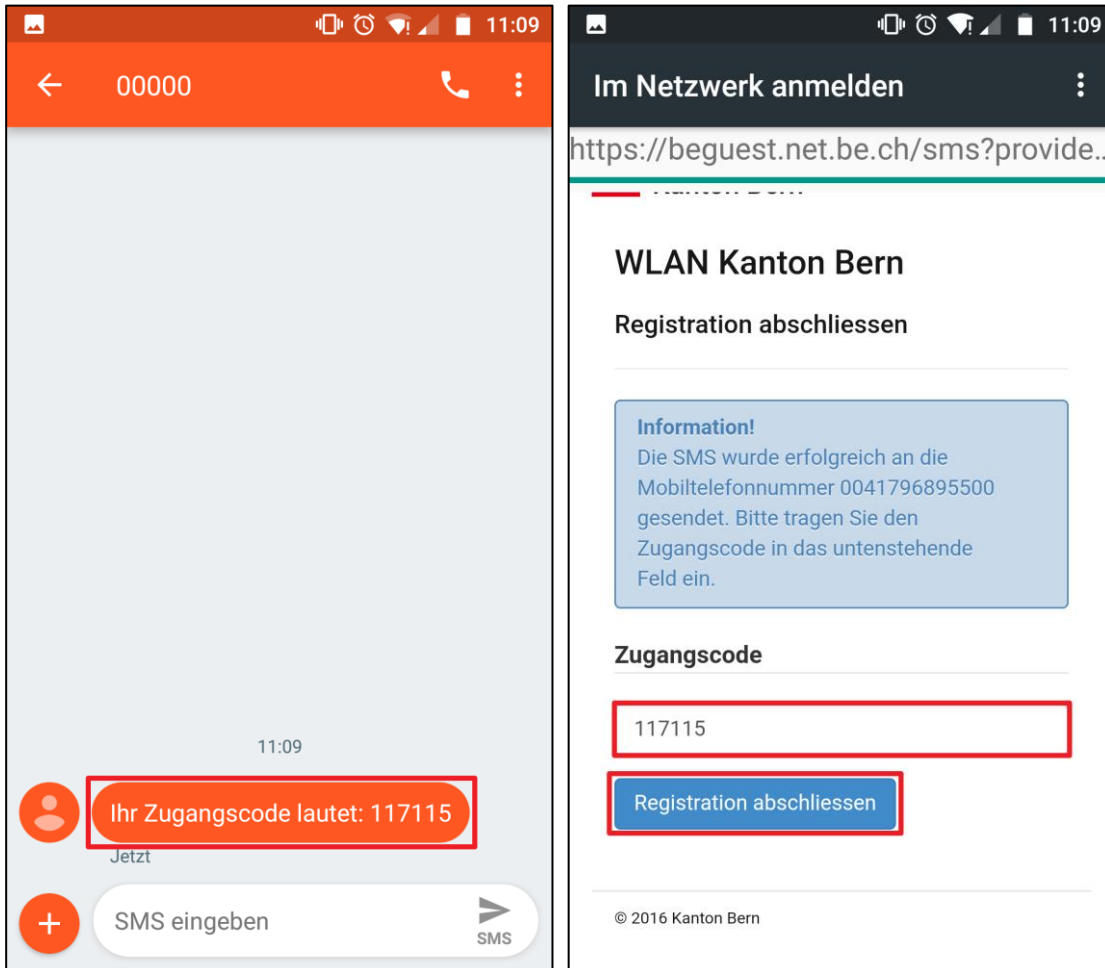 11:09
00000
11:09
Ihr Zugangscode lautet: 117115
Jetzt
SMS eingeben
SMS
11:09
Im Netzwerk anmelden
https://beguest.net.be.ch/sms?provide..
Kanton Bern
WLAN Kanton Bern
Registration abschliessen
Information!
Die SMS wurde erfolgreich an die
Mobiltelefonnummer 0041796895500
gesendet. Bitte tragen Sie den
Zugangscode in das untenstehende
Feld ein.
Zugangscode
117115
Registration abschliessen
© 2016 Kanton Bern